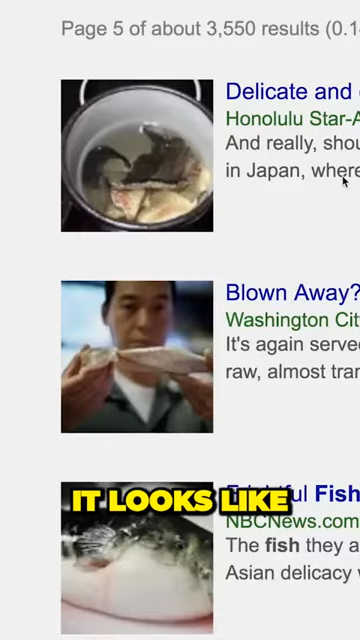 Page 5 of about 3,550 results (0.1
Delicate and
Honolulu Star-A
And really, shou
in Japan, where
Blown Away?
Washington Cit
It's again serve
raw, almost tran
Fish
IT LOOKS LIKE
NBCNews.com
The fish they a
Asian delicacy